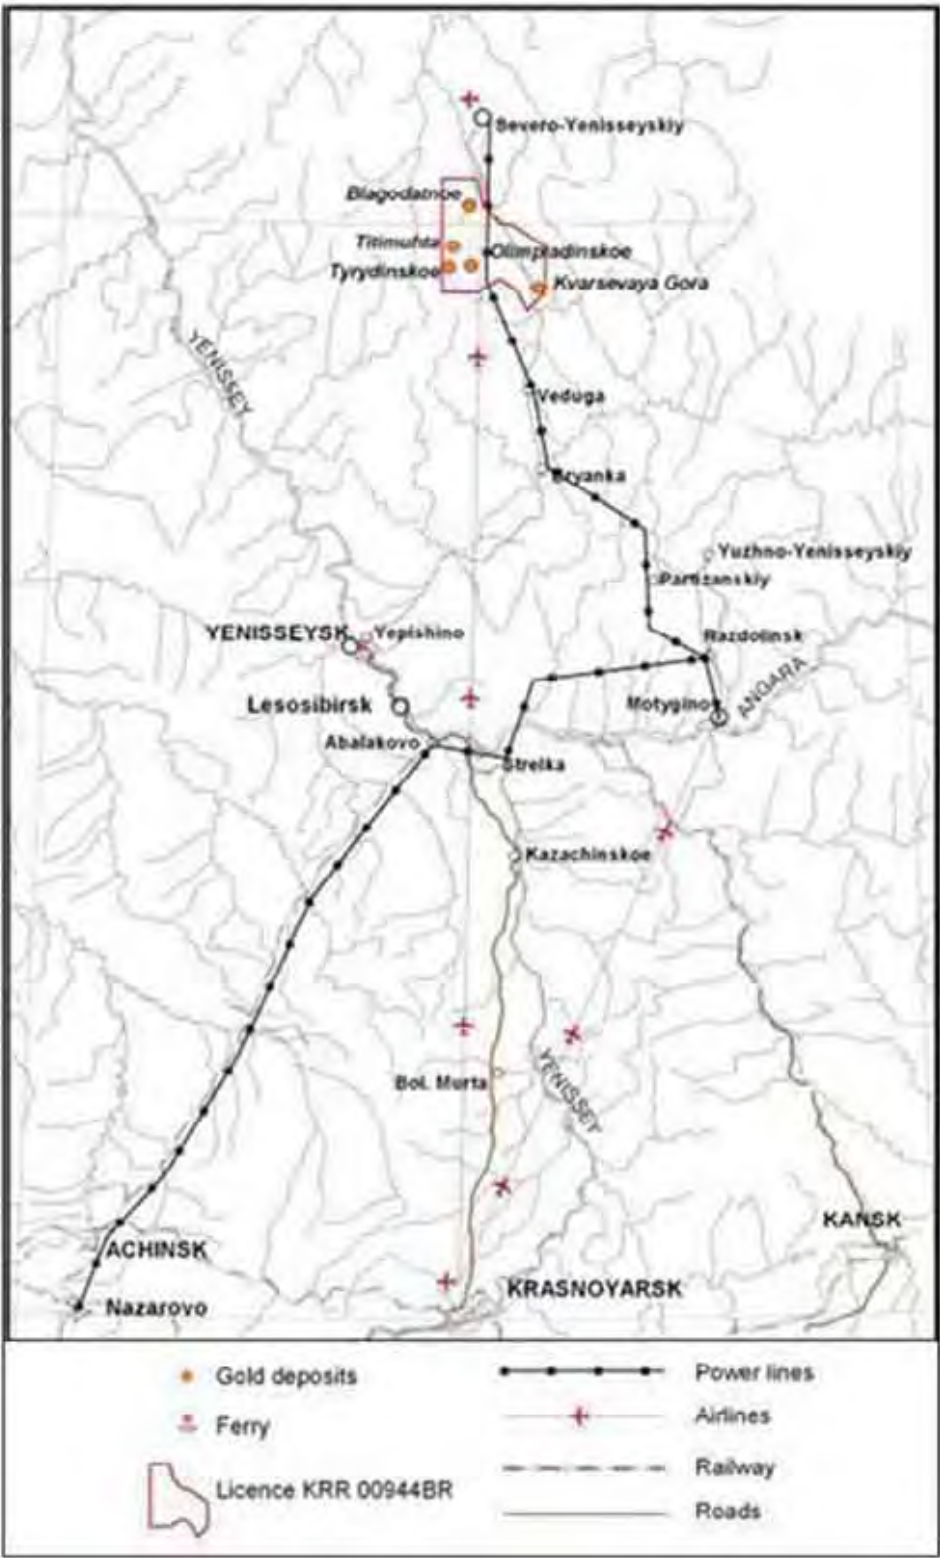 Severo-Yenisseyskiy
Blagodatnoe
Titimuhta
Olimpiadinskoe
Tyrydinskoe
Kvarsevaya Gora
YENISSEY
Veduga
Bryanka
Yuzhno-Yenisseyskiy
Partizanskiy
YENISSEYSK
Yepishino
Razdolinsk
ANGARA
Lesosibirsk
Motygino
Abalakovo
Strelka
Kazachinskoe
Bol. Murta
YENISSEY
KANSK
ACHINSK
KRASNOYARSK
Nazarovo
Gold deposits
Power lines
Ferry
Airlines
Licence KRR 00944BR
Railway
Roads